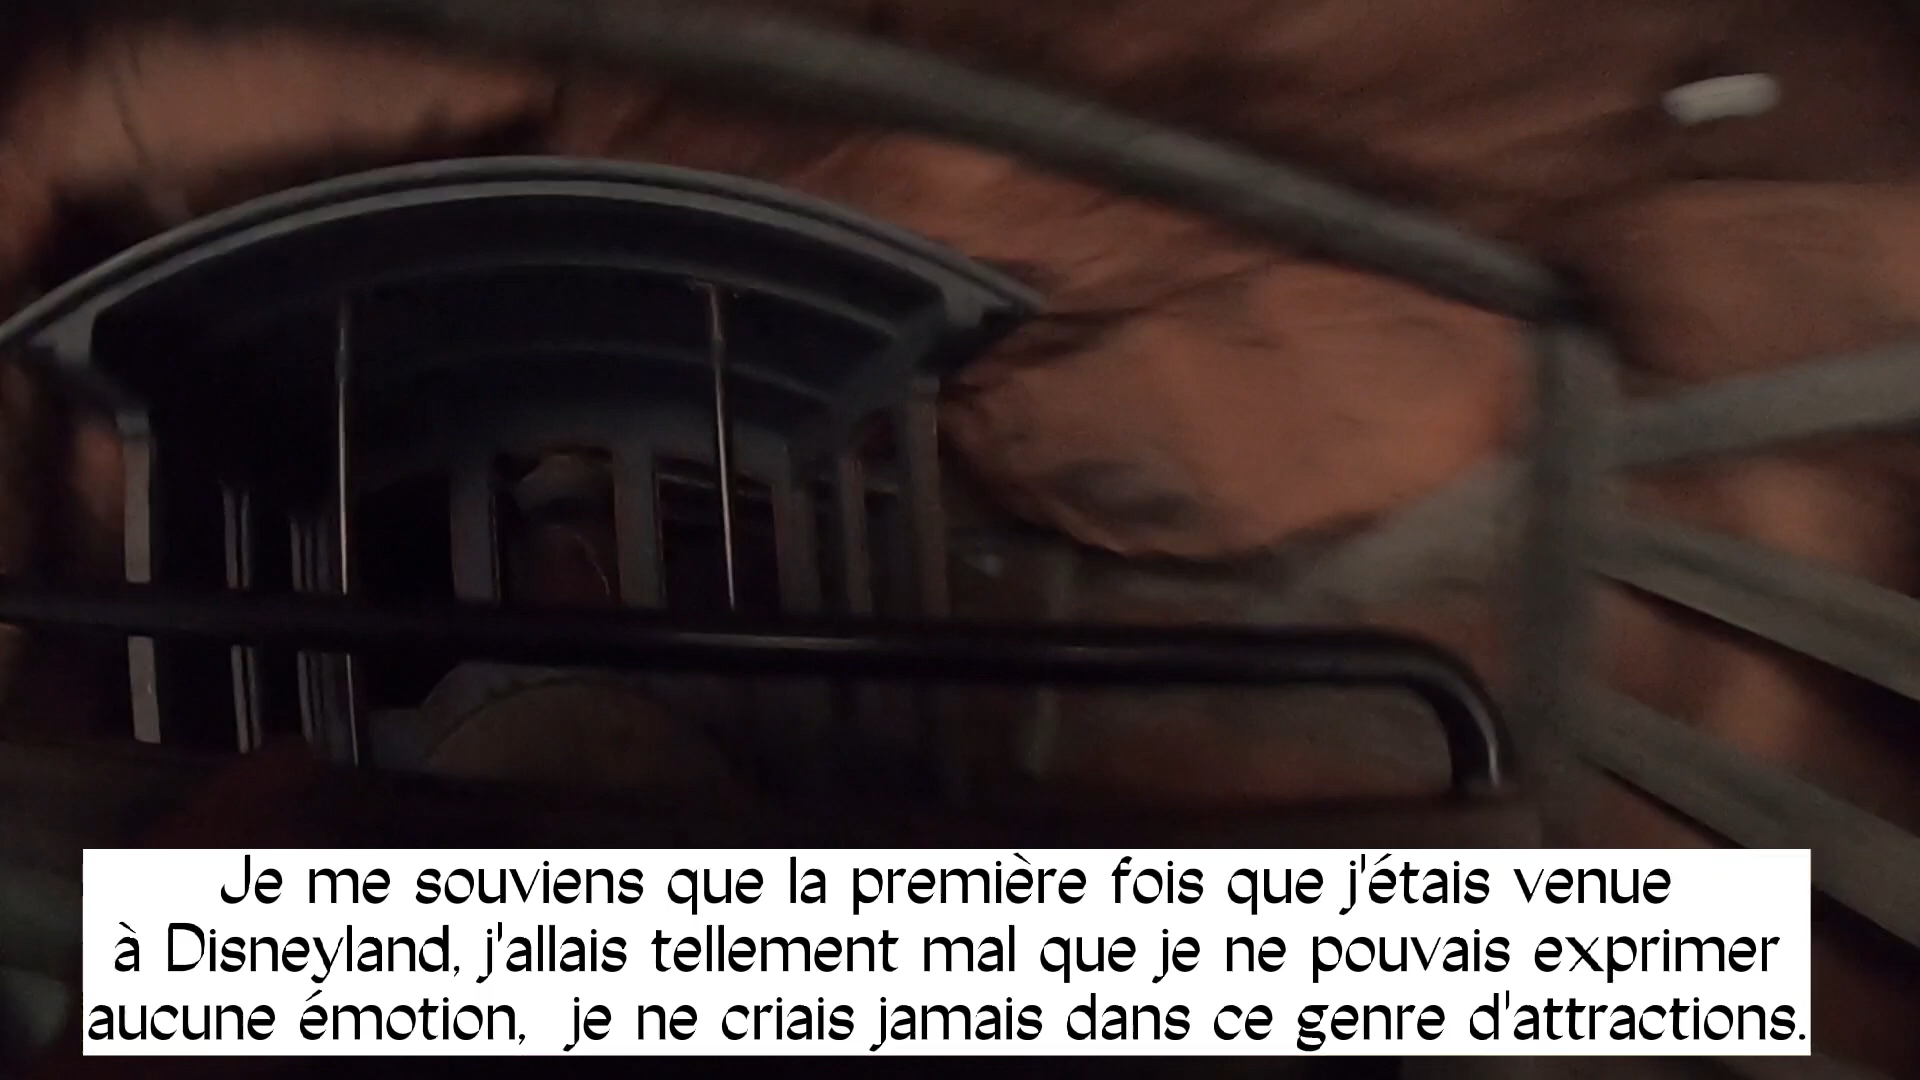 Je me souviens que la première fois que j'étais venue
à Disneyland, j'allais tellement mal que je ne pouvais exprimer
aucune émotion,  je ne criais jamais dans ce genre d'attractions.